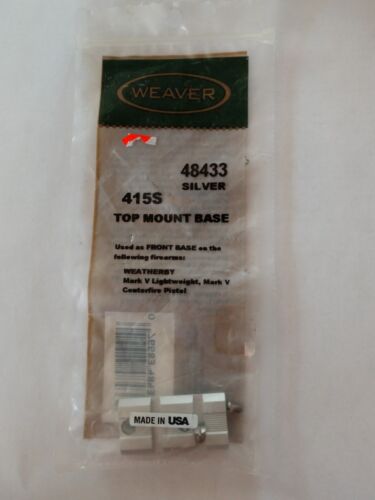 WEAVER
48433
SILVER
415S
TOP MOUNT BASE
Used as FRONT BASE on the
following firearms:
WEATHERBY
Mark V Lightweight, Mark V
Centerfire Pistol
MADE IN USA